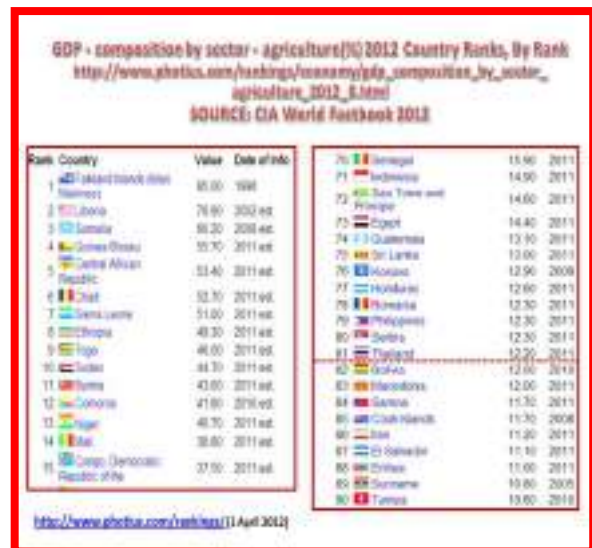 GDP - composition by sector - agriculture(%) 2012 Country Ranks, By Rank
http://www.photius.com/rankings/economy/gdp_composition_by_sector_
agriculture_2012_0.html
SOURCE: CIA World Factbook 2012
Rank Country Value Date of Info
1 Falkland Islands (Islas
Malvinas) 95.00 1996
2 Liberia 76.90 2002 est.
3 Somalia 60.20 2008 est.
4 Guinea-Bissau 55.70 2011 est.
5 Central African
Republic 53.40 2011 est.
6 Chad 52.70 2011 est.
7 Sierra Leone 51.00 2011 est.
8 Ethiopia 2011 est.
9 Togo 46.00 2011 est.
10 Sudan 44.70 2011 est.
11 Burma 43.00 2011 est.
12 Comoros 2010 est.
13 Niger 2011 est.
14 Mali 38.80 2011 est.
15 Congo, Democratic
Republic of the 37.50 2011 est.
70 Senegal 2011
71 Indonesia 14.90 2011
72 Sao Tome and
Principe 14.60 2011
73 Egypt 14.40 2011
74 Guatemala 13.10 2011
75 Sri Lanka 13.00 2011
76 Kosovo 12.90 2009
77 Honduras 12.60 2011
78 Romania 12.30 2011
79 Philippines 12.30 2011
80 Serbia 12.30 2011
81 Thailand 12.20 2011
82 Bolivia 12.00 2010
83 Macedonia 12.00 2011
84 Samoa 11.70 2011
85 Cook Islands 11.70 2008
86 Iran 11.20 2011
87 El Salvador 11.10 2011
88 Eritrea 11.00 2011
89 Suriname 10.80 2005
90 Tunisia 10.60 2010
http://www.photius.com/rankings/(1 April 2012)